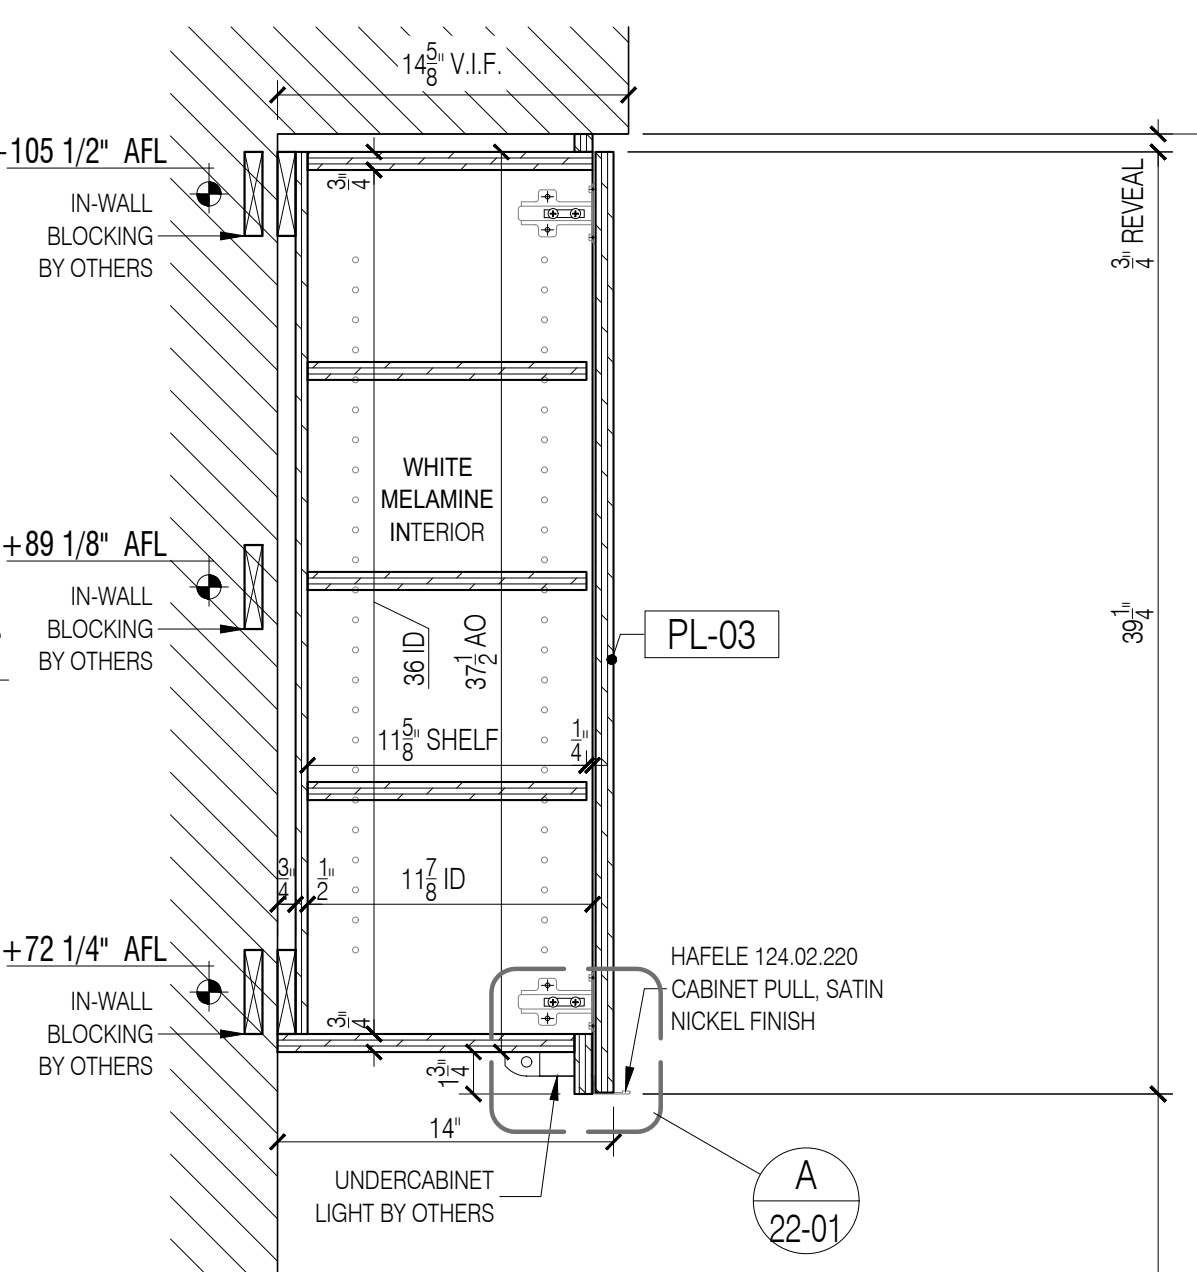 14 5/8" V.I.F.
105 1/2" AFL
IN-WALL
BLOCKING
BY OTHERS
3/4"
3/4" REVEAL
WHITE
MELAMINE
INTERIOR
+89 1/8" AFL
IN-WALL
BLOCKING
BY OTHERS
36 ID
37 1/2 AO
PL-03
39 1/4"
11 5/8" SHELF
1/4"
3/4"
1/2"
11 7/8 ID
+72 1/4" AFL
IN-WALL
BLOCKING
BY OTHERS
3/4"
HAFELE 124.02.220
CABINET PULL, SATIN
NICKEL FINISH
1 3/4"
14"
UNDERCABINET
LIGHT BY OTHERS
A
22-01